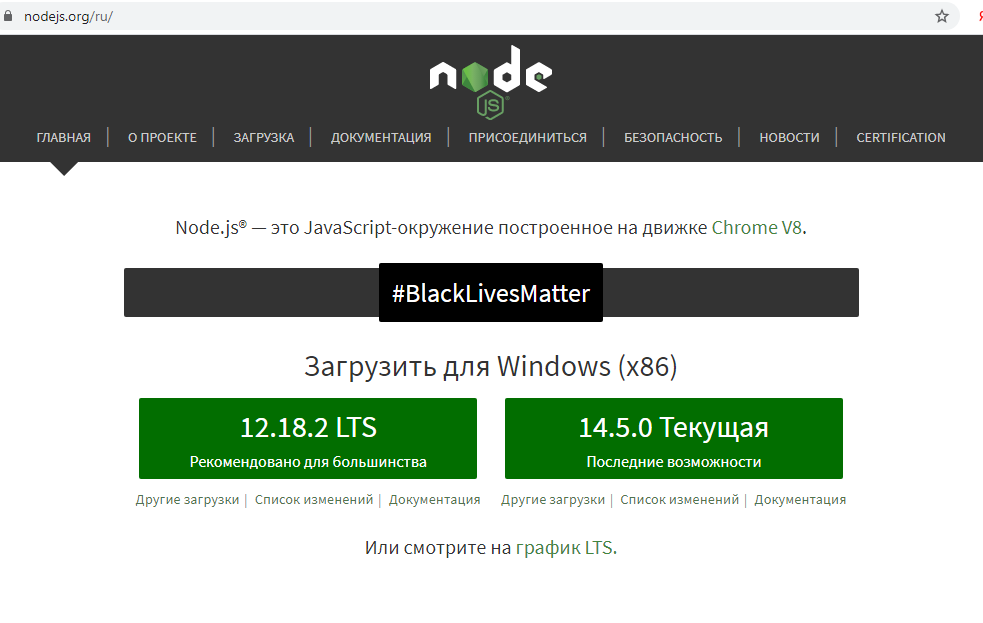 nodejs.org/ru/
node
JS
ГЛАВНАЯ | О ПРОЕКТЕ | ЗАГРУЗКА | ДОКУМЕНТАЦИЯ | ПРИСОЕДИНИТЬСЯ | БЕЗОПАСНОСТЬ | НОВОСТИ | CERTIFICATION
Node.js® — это JavaScript-окружение построенное на движке Chrome V8.
#BlackLivesMatter
Загрузить для Windows (x86)
12.18.2 LTS
Рекомендовано для большинства
14.5.0 Текущая
Последние возможности
Другие загрузки | Список изменений | Документация
Другие загрузки | Список изменений | Документация
Или смотрите на график LTS.